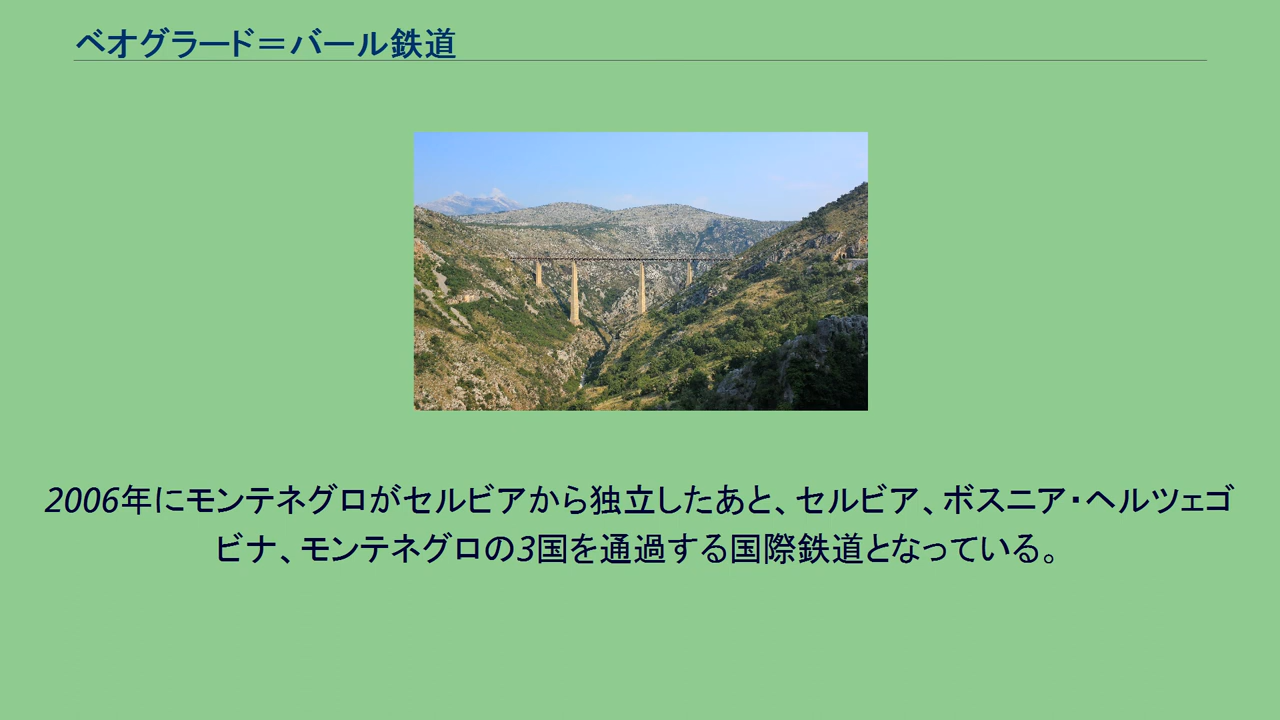 ベオグラード＝バール鉄道
2006年にモンテネグロがセルビアから独立したあと、セルビア、ボスニア・ヘルツェゴ
ビナ、モンテネグロの3国を通過する国際鉄道となっている。